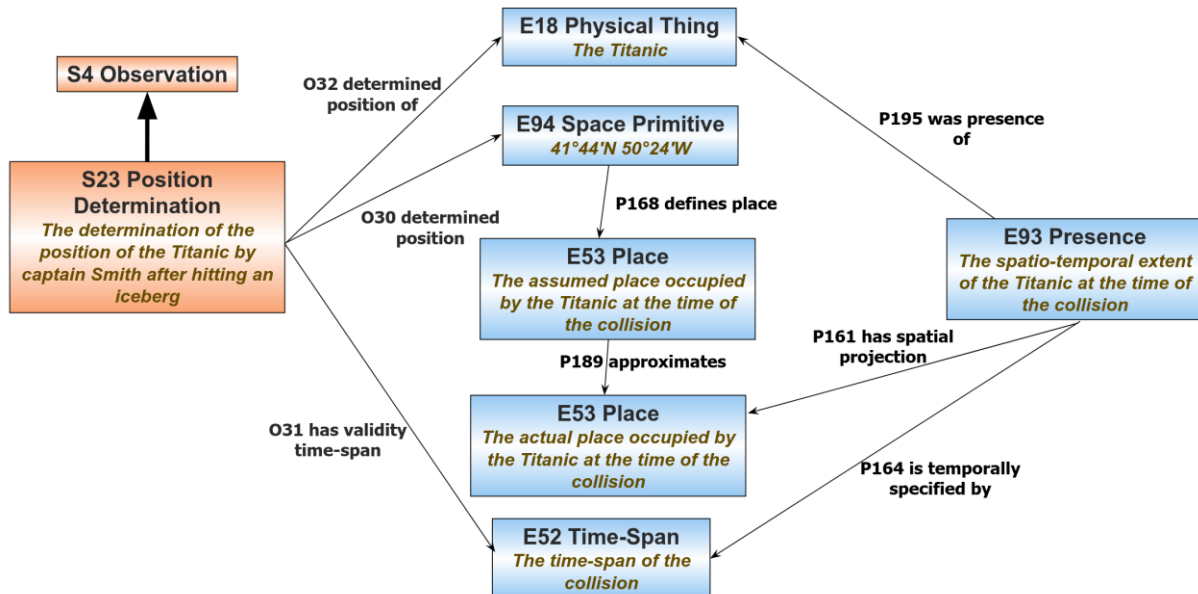 E18 Physical Thing
The Titanic
S4 Observation
O32 determined
position of
P195 was presence
of
E94 Space Primitive
41°44'N 50°24'W
S23 Position
Determination
The determination of the
position of the Titanic by
captain Smith after hitting an
iceberg
P168 defines place
O30 determined
position
E93 Presence
The spatio-temporal extent
of the Titanic at the time of
the collision
E53 Place
The assumed place occupied
by the Titanic at the time of
the collision
P161 has spatial
projection
P189 approximates
E53 Place
The actual place occupied by
the Titanic at the time of the
collision
O31 has validity
time-span
P164 is temporally
specified by
E52 Time-Span
The time-span of the
collision